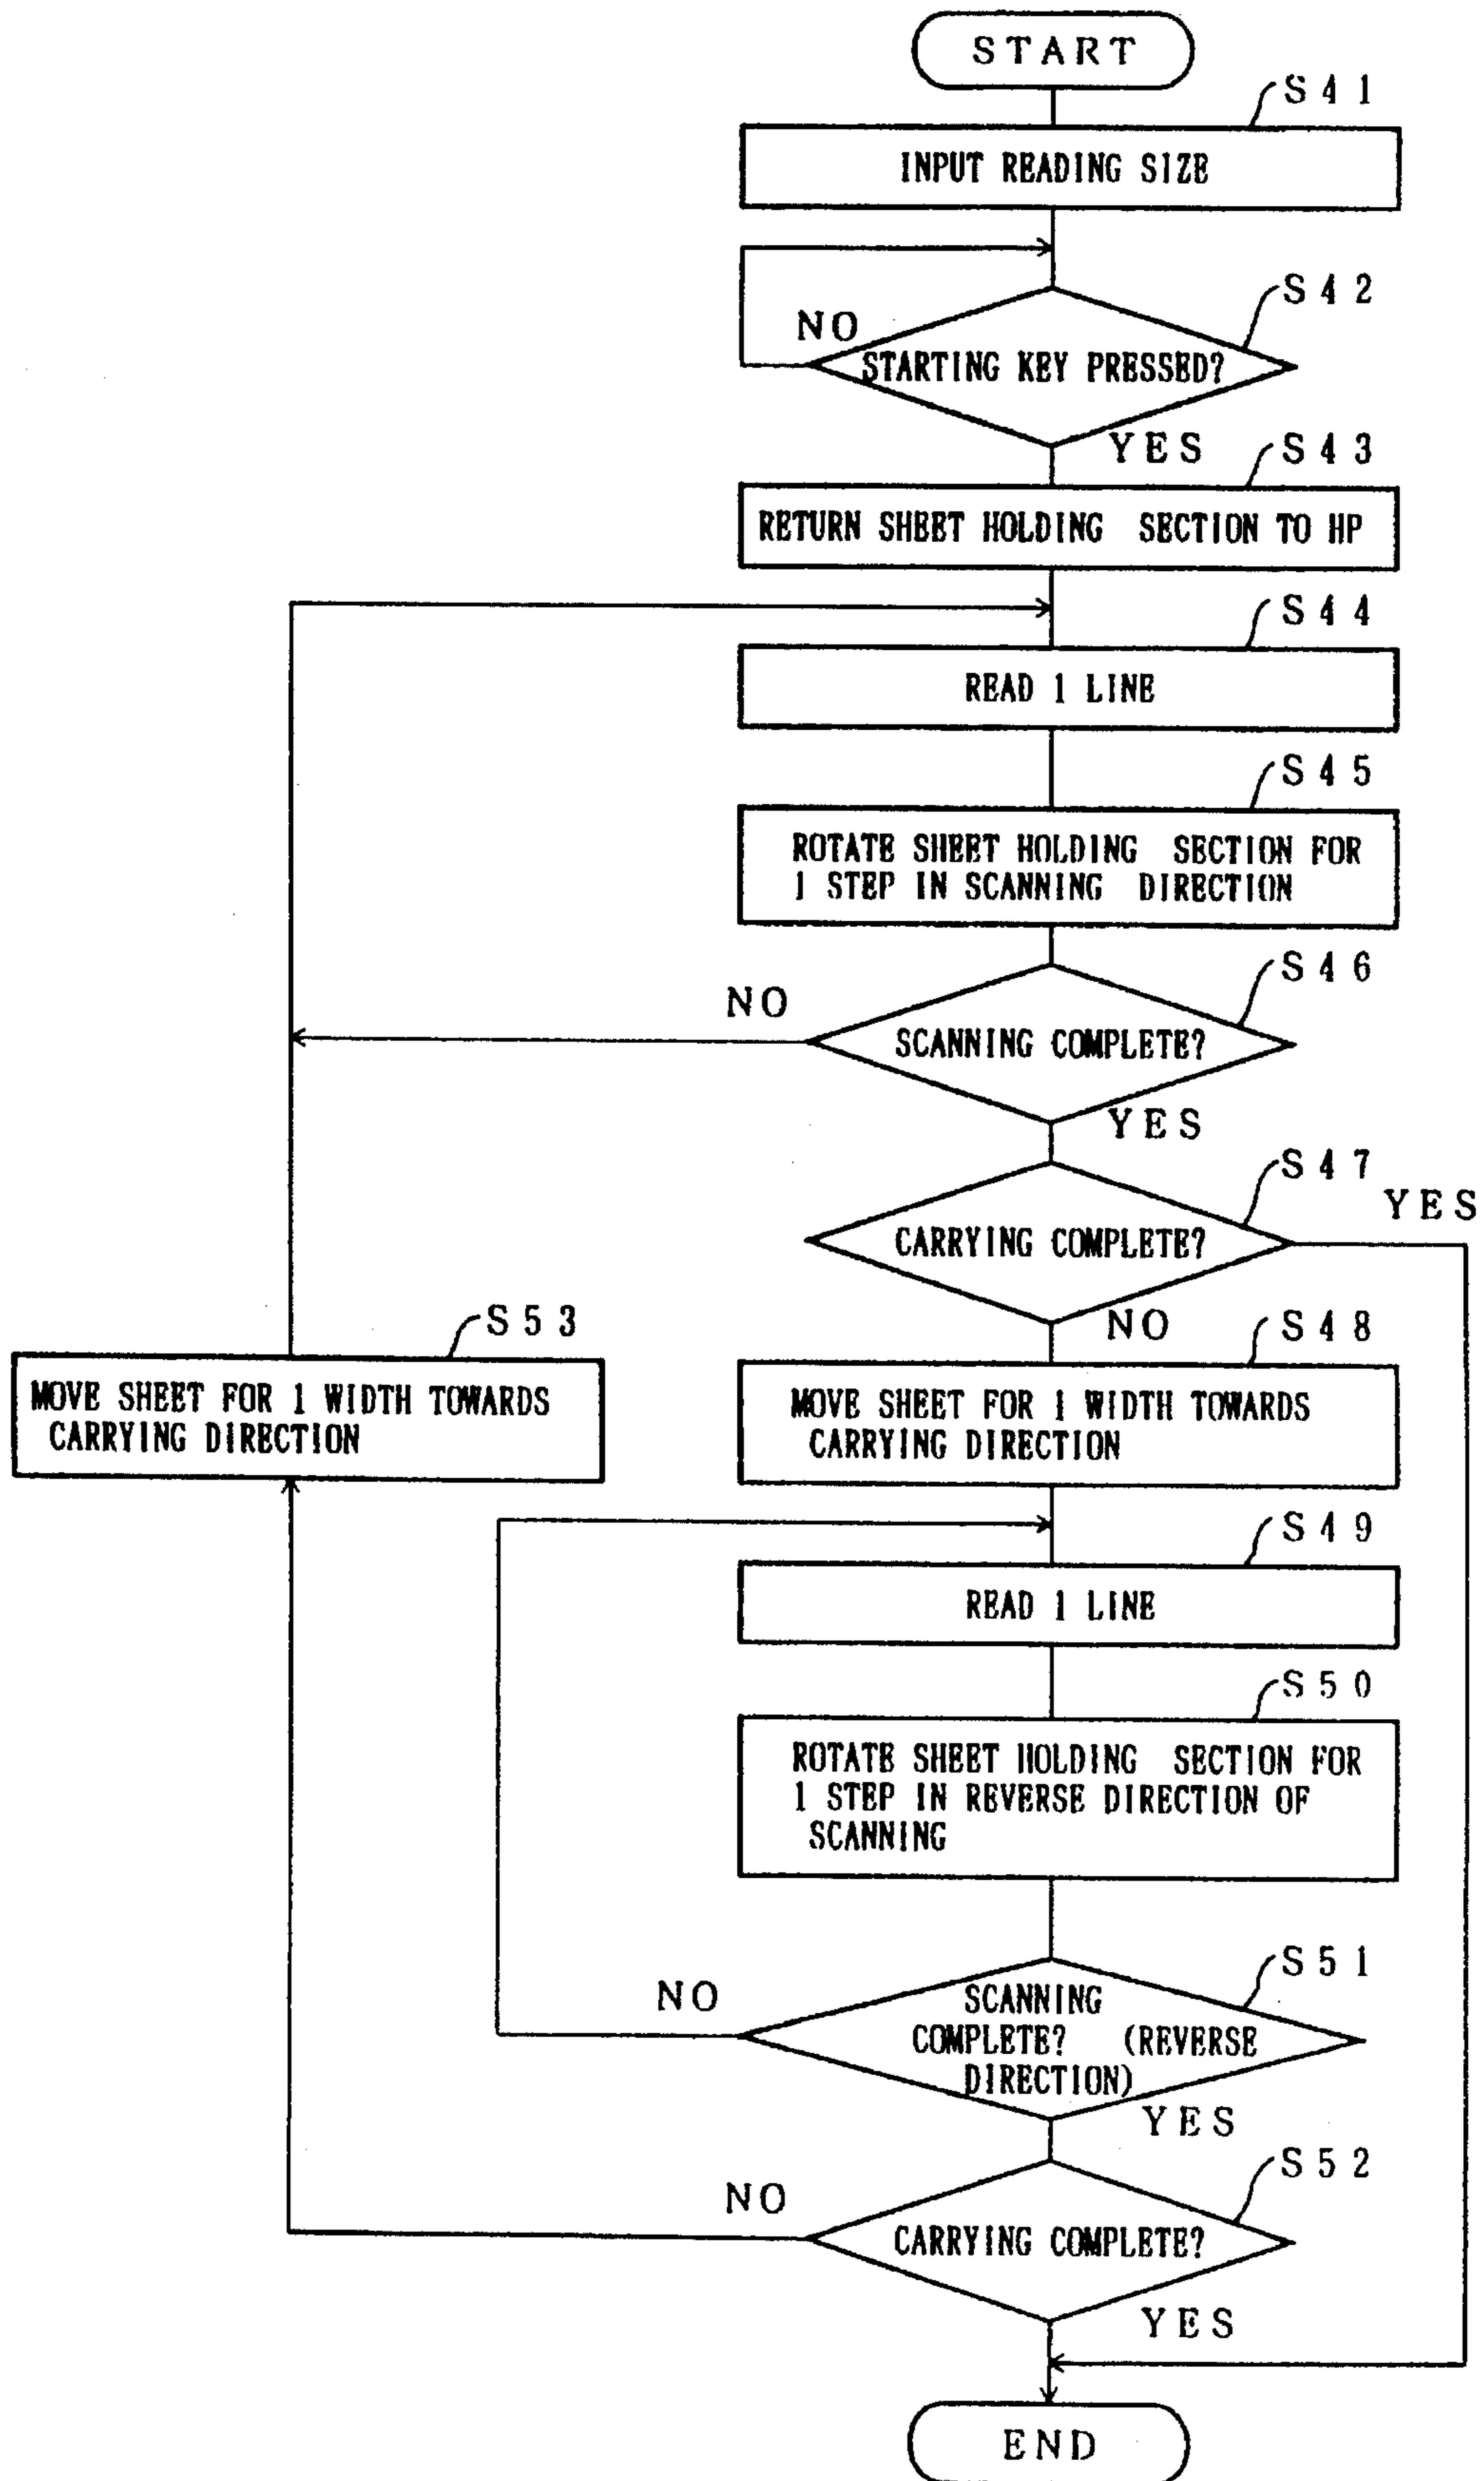 START
S41
INPUT READING SIZE
S42
NO
STARTING KEY PRESSED?
YES
S43
RETURN SHEET HOLDING SECTION TO HP
S44
READ 1 LINE
S45
ROTATE SHEET HOLDING SECTION FOR
1 STEP IN SCANNING DIRECTION
S46
NO
SCANNING COMPLETE?
YES
S47
YES
CARRYING COMPLETE?
NO
S53
MOVE SHEET FOR 1 WIDTH TOWARDS
CARRYING DIRECTION
S48
MOVE SHEET FOR 1 WIDTH TOWARDS
CARRYING DIRECTION
S49
READ 1 LINE
S50
ROTATE SHEET HOLDING SECTION FOR
1 STEP IN REVERSE DIRECTION OF
SCANNING
S51
NO
SCANNING
COMPLETE? (REVERSE
DIRECTION)
YES
S52
NO
CARRYING COMPLETE?
YES
END